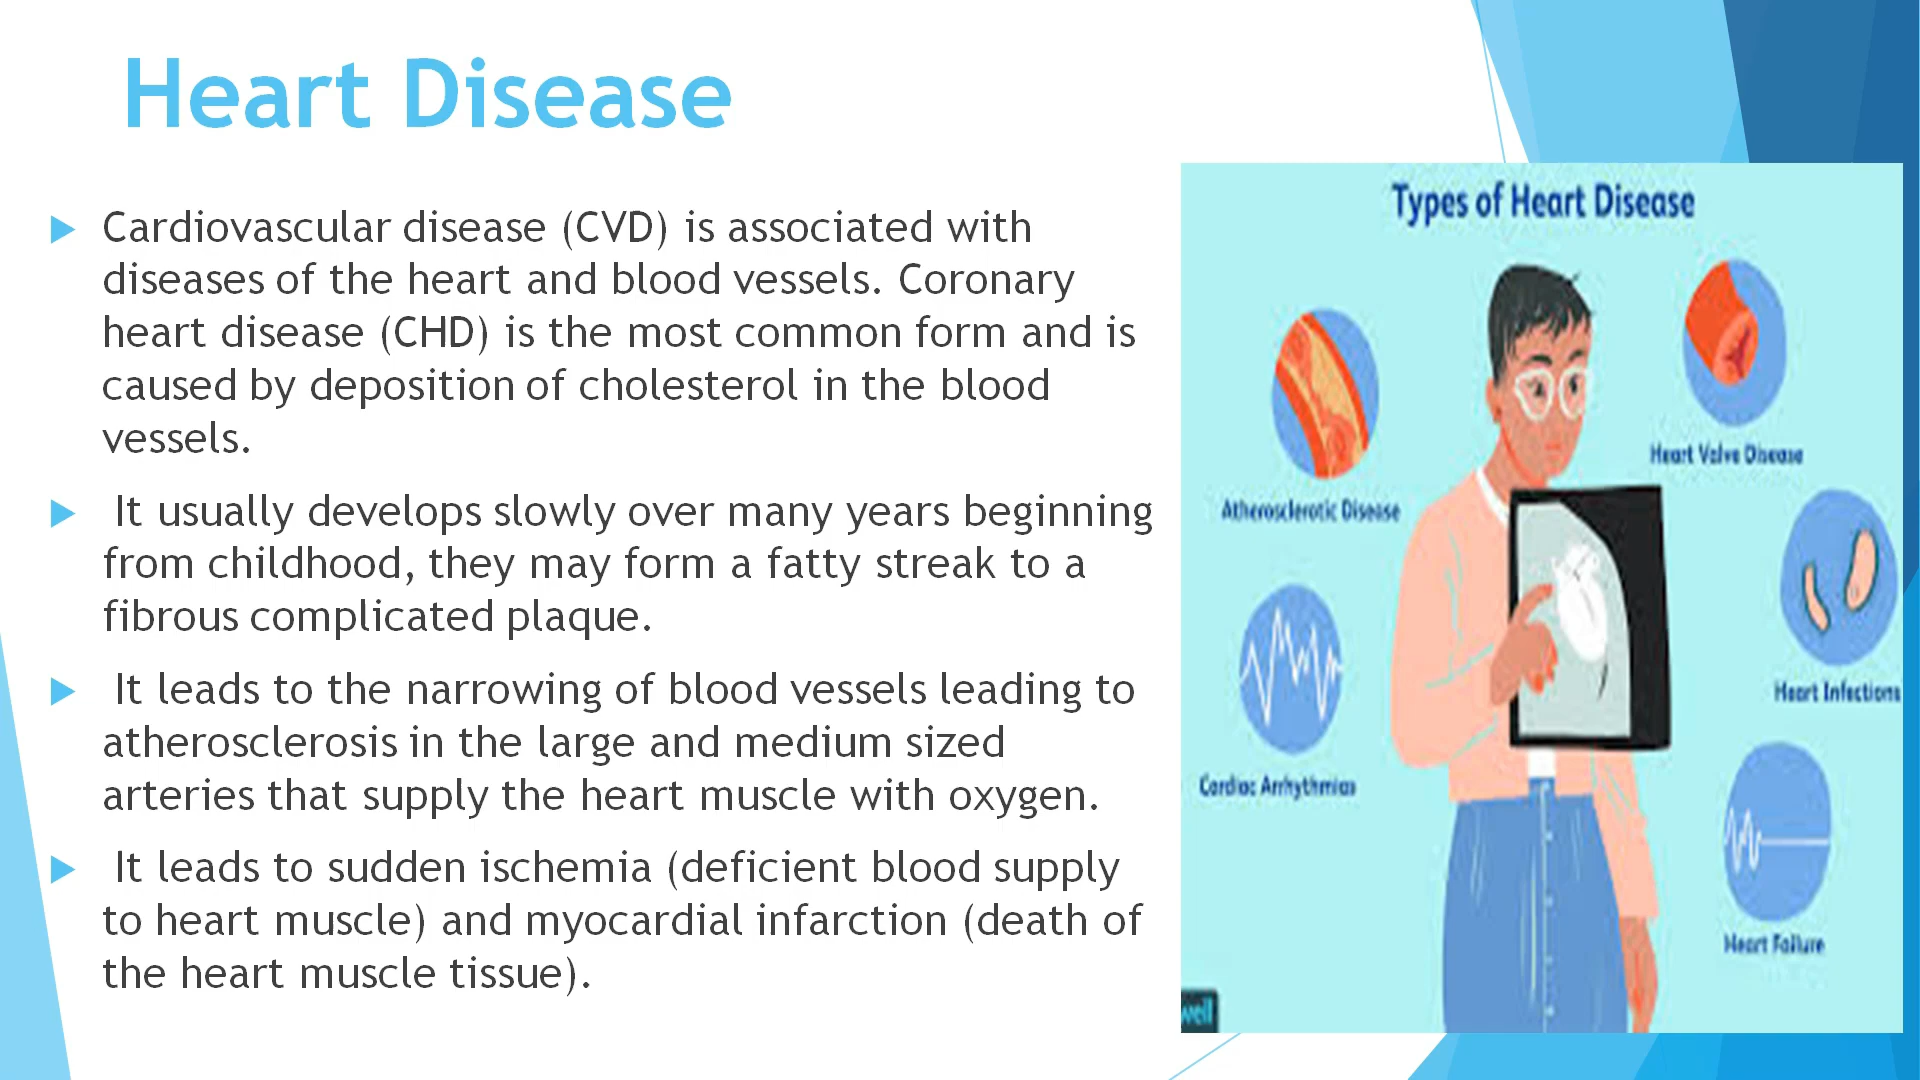 Heart Disease
Cardiovascular disease (CVD) is associated with
diseases of the heart and blood vessels. Coronary
heart disease (CHD) is the most common form and is
caused by deposition of cholesterol in the blood
vessels.
It usually develops slowly over many years beginning
from childhood, they may form a fatty streak to a
fibrous complicated plaque.
It leads to the narrowing of blood vessels leading to
atherosclerosis in the large and medium sized
arteries that supply the heart muscle with oxygen.
It leads to sudden ischemia (deficient blood supply
to heart muscle) and myocardial infarction (death of
the heart muscle tissue).
Types of Heart Disease
Heart Valve Disease
Atherosclerotic Disease
Heart Infections
Cardiac Arrhythmias
Heart Failure
well